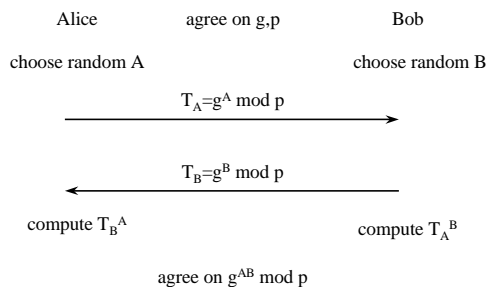 Alice agree on g,p Bob
choose random A choose random B
T_A=g^A mod p
T_B=g^B mod p
compute T_B^A compute T_A^B
agree on g^AB mod p